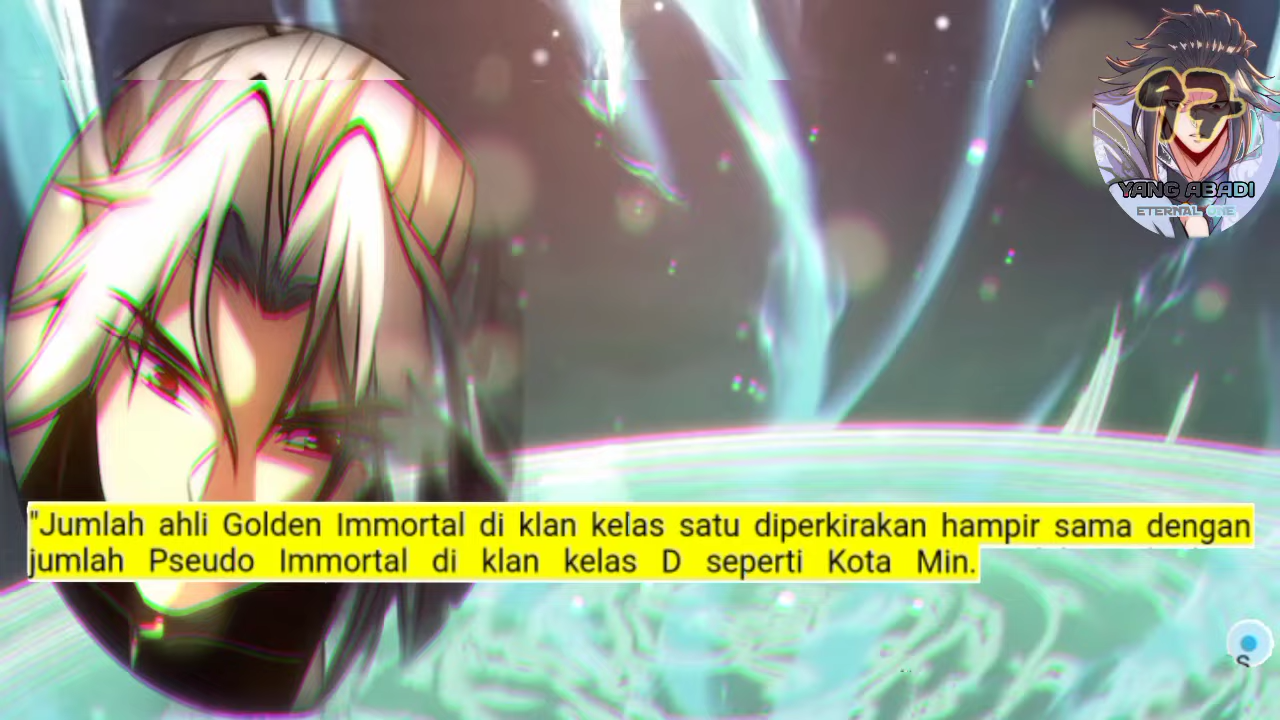 YANG ABADI
ETERNAL ONE
"Jumlah ahli Golden Immortal di klan kelas satu diperkirakan hampir sama dengan
jumlah Pseudo Immortal di klan kelas D seperti Kota Min.
S